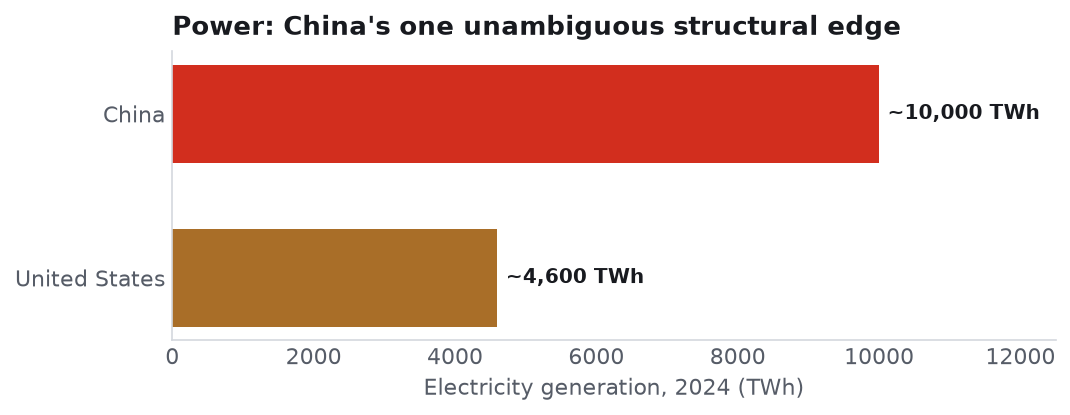 Power: China's one unambiguous structural edge
China
~10,000 TWh
United States
~4,600 TWh
0 2000 4000 6000 8000 10000 12000
Electricity generation, 2024 (TWh)